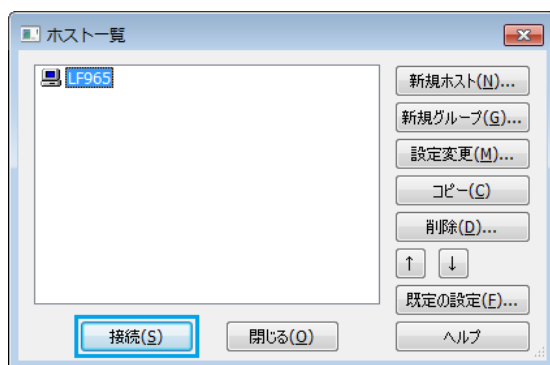 ホスト一覧
LF965
新規ホスト(N)...
新規グループ(G)...
設定変更(M)...
コピー(C)
削除(D)...
↑ ↓
既定の設定(F)...
接続(S) 閉じる(O) ヘルプ